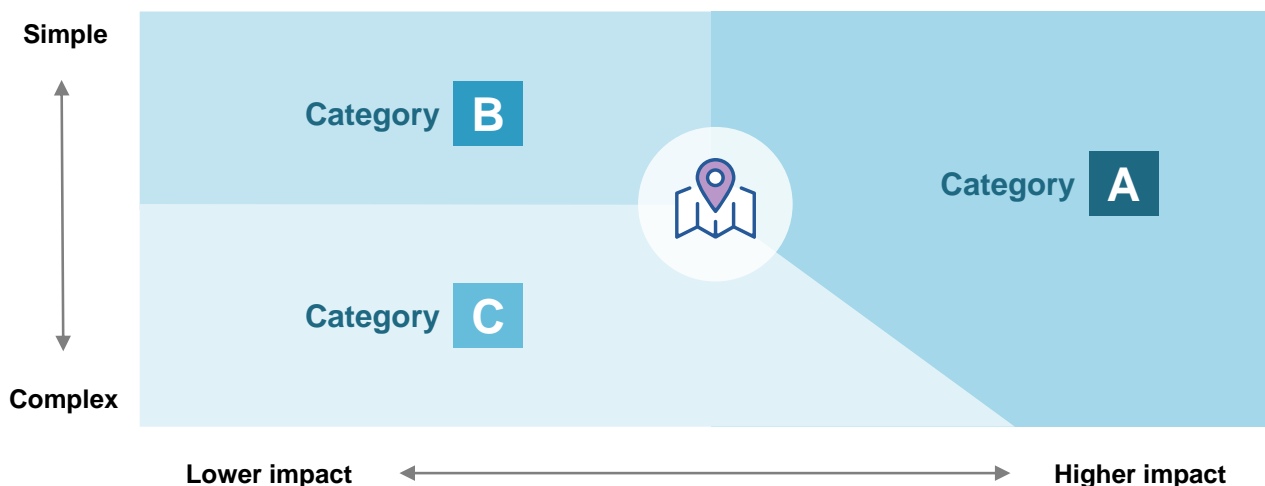 Simple
Category B
Category A
Category C
Complex
Lower impact
Higher impact